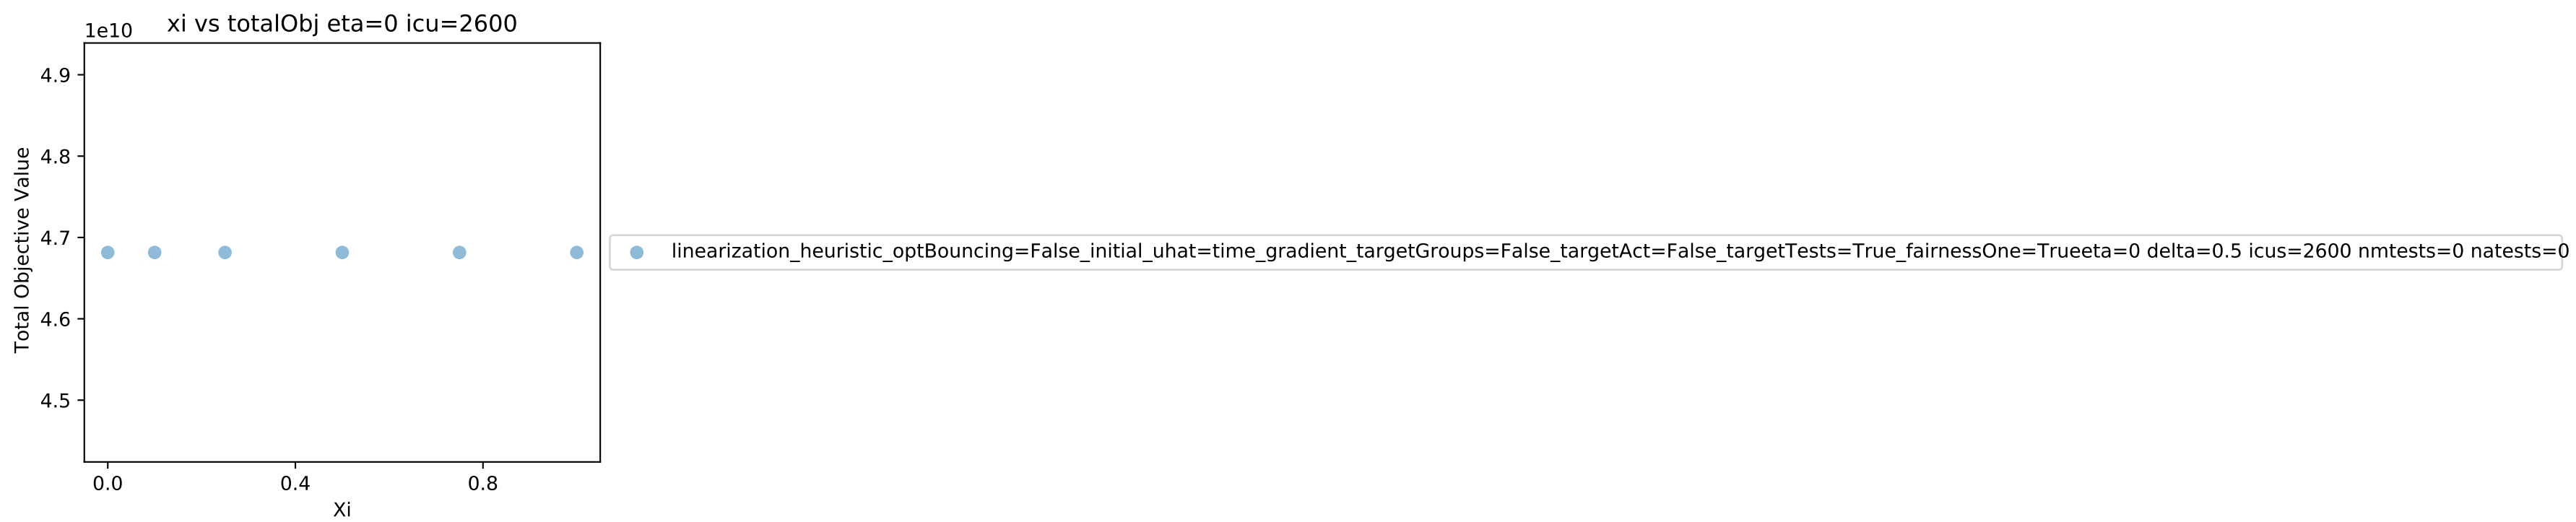 xi vs totalObj eta=0 icu=2600
1e10
4.9
4.8
4.7
4.6
4.5
Total Objective Value
0.0 0.4 0.8
Xi
linearization_heuristic_optBouncing=False_initial_uhat=time_gradient_targetGroups=False_targetAct=False_targetTests=True_fairnessOne=Trueeta=0 delta=0.5 icus=2600 nmtests=0 natests=0